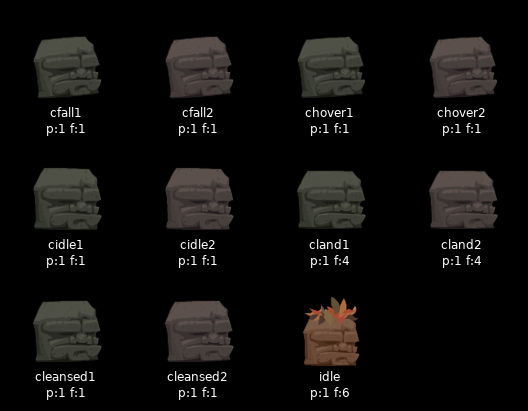 cfall1 cfall2 chover1 chover2
p:1 f:1 p:1 f:1 p:1 f:1 p:1 f:1
cidle1 cidle2 cland1 cland2
p:1 f:1 p:1 f:1 p:1 f:4 p:1 f:4
cleansed1 cleansed2 idle
p:1 f:1 p:1 f:1 p:1 f:6